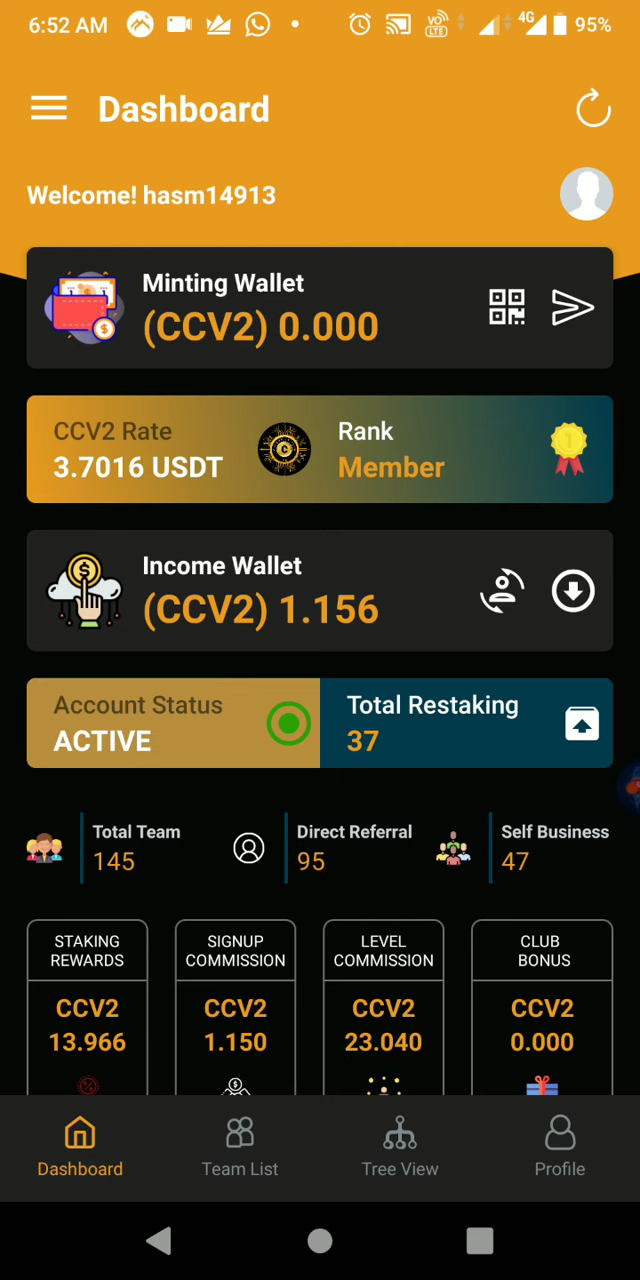 6:52 AM VO LTE 4G 95%
Dashboard
Welcome! hasm14913
Minting Wallet
(CCV2) 0.000
CCV2 Rate
3.7016 USDT
Rank
Member
Income Wallet
(CCV2) 1.156
Account Status
ACTIVE
Total Restaking
37
Total Team
145
Direct Referral
95
Self Business
47
STAKING
REWARDS
CCV2
13.966
SIGNUP
COMMISSION
CCV2
1.150
LEVEL
COMMISSION
CCV2
23.040
CLUB
BONUS
CCV2
0.000
Dashboard
Team List
Tree View
Profile